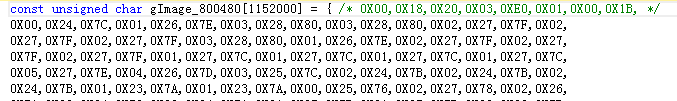 const unsigned char gImage_800480[1152000] = { /* 0X00,0X18,0X20,0X03,0XE0,0X01,0X00,0X1B, */
0X00,0X24,0X7C,0X01,0X26,0X7E,0X03,0X28,0X80,0X03,0X28,0X80,0X02,0X27,0X7F,0X02,
0X27,0X7F,0X02,0X27,0X7F,0X03,0X28,0X80,0X01,0X26,0X7E,0X02,0X27,0X7F,0X02,0X27,
0X7F,0X02,0X27,0X7F,0X01,0X27,0X7C,0X01,0X27,0X7C,0X01,0X27,0X7C,0X01,0X27,0X7C,
0X05,0X27,0X7E,0X04,0X26,0X7D,0X03,0X25,0X7C,0X02,0X24,0X7B,0X02,0X24,0X7B,0X02,
0X24,0X7B,0X01,0X23,0X7A,0X01,0X23,0X7A,0X00,0X25,0X76,0X02,0X27,0X78,0X02,0X26,